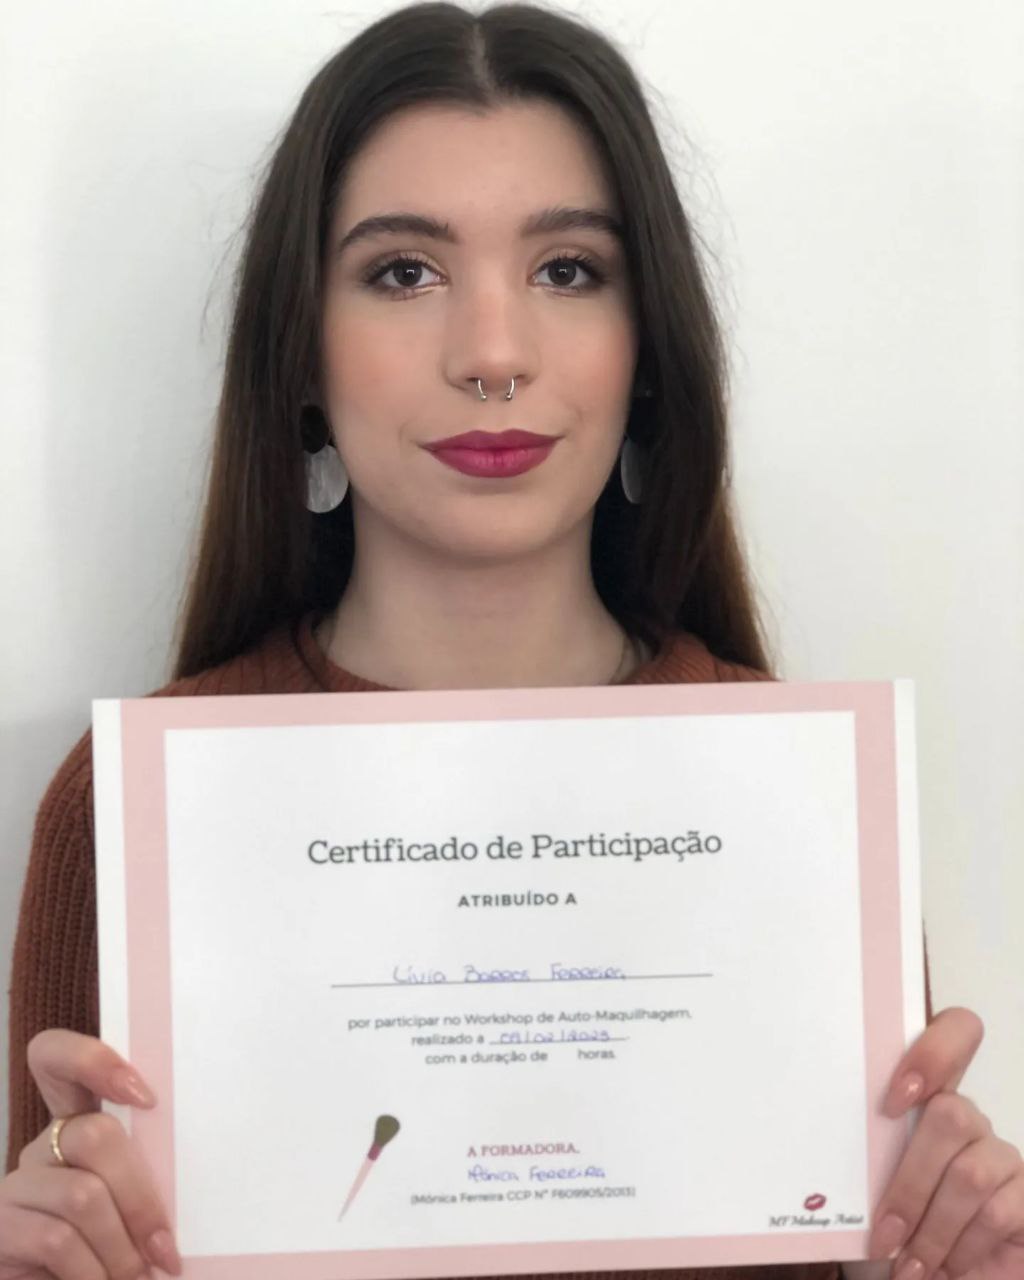 Certificado de Participação
ATRIBUÍDO A
Lívia Barros Ferreira
por participar no Workshop de Auto-Maquilhagem,
realizado a 09/02/2025.
com a duração de horas.
A FORMADORA,
Mónica Ferreira
(Mónica Ferreira CCP Nº F609905/2013)
MF Makeup Artist